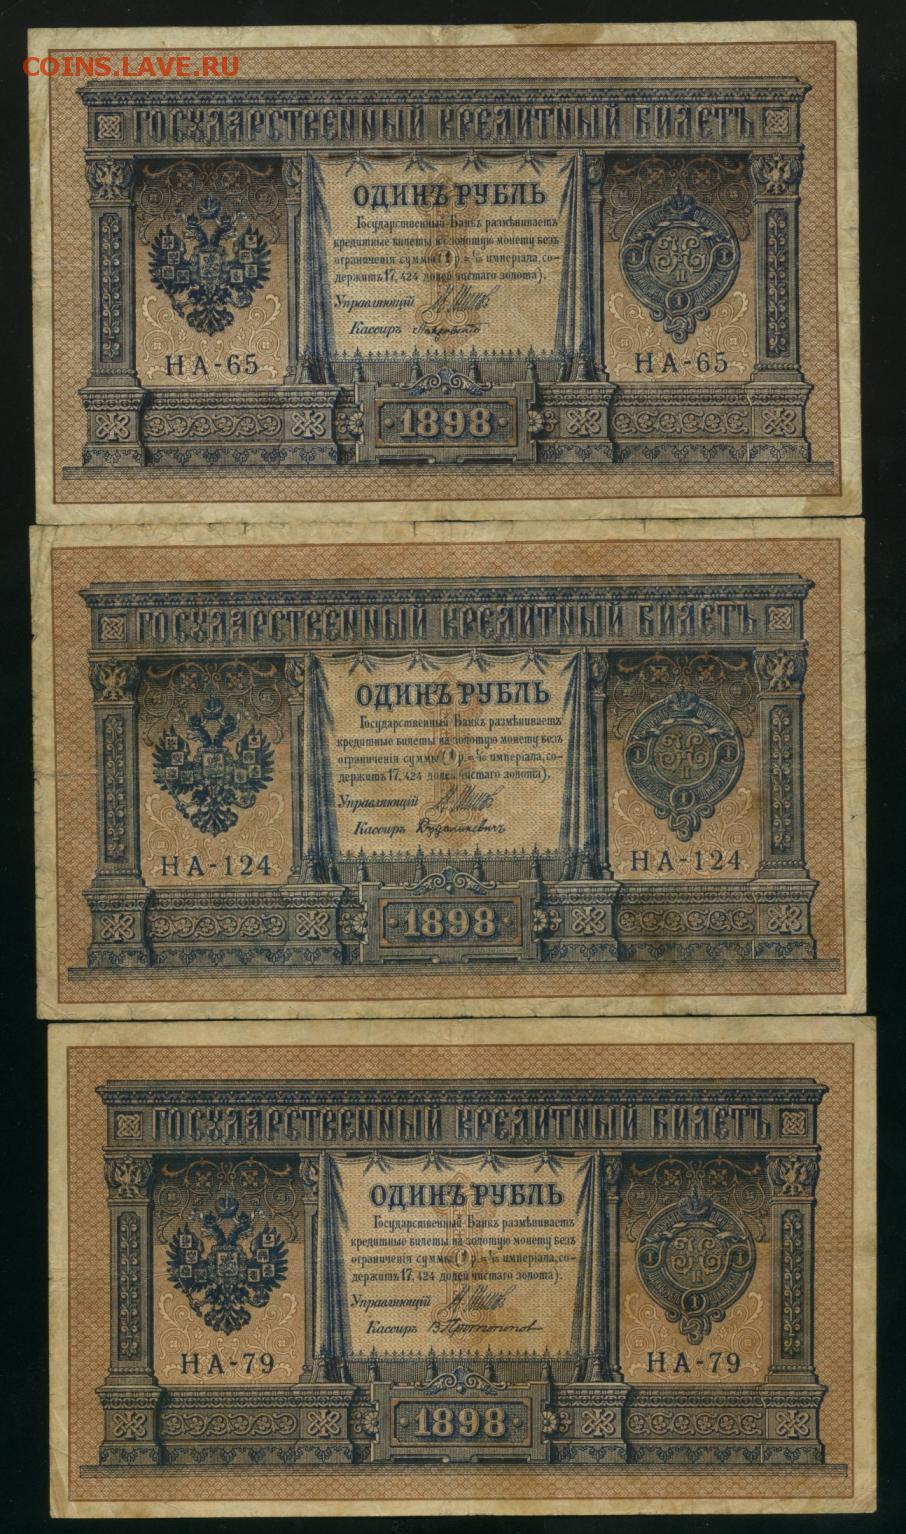 COINS.LAVE.RU
ГОСУДАРСТВЕННЫЙ КРЕДИТНЫЙ БИЛЕТЪ
ОДИНЪ РУБЛЬ
Государственный Банкъ размѣниваетъ
кредитные билеты на золотую монету безъ
ограниченія суммы (1 р. = 1/15 имперіала, со-
держитъ 17,424 долей чистаго золота).
Управляющій
Кассиръ
НА-65
НА-65
1898
ГОСУДАРСТВЕННЫЙ КРЕДИТНЫЙ БИЛЕТЪ
ОДИНЪ РУБЛЬ
Государственный Банкъ размѣниваетъ
кредитные билеты на золотую монету безъ
ограниченія суммы (1 р. = 1/15 имперіала, со-
держитъ 17,424 долей чистаго золота).
Управляющій
Кассиръ
НА-124
НА-124
1898
ГОСУДАРСТВЕННЫЙ КРЕДИТНЫЙ БИЛЕТЪ
ОДИНЪ РУБЛЬ
Государственный Банкъ размѣниваетъ
кредитные билеты на золотую монету безъ
ограниченія суммы (1 р. = 1/15 имперіала, со-
держитъ 17,424 долей чистаго золота).
Управляющій
Кассиръ
НА-79
НА-79
1898